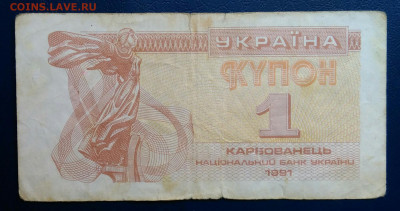 COINS.LAVE.RU
УКРАЇНА
КУПОН
1
КАРБОВАНЕЦЬ
НАЦІОНАЛЬНИЙ БАНК УКРАЇНИ
1991